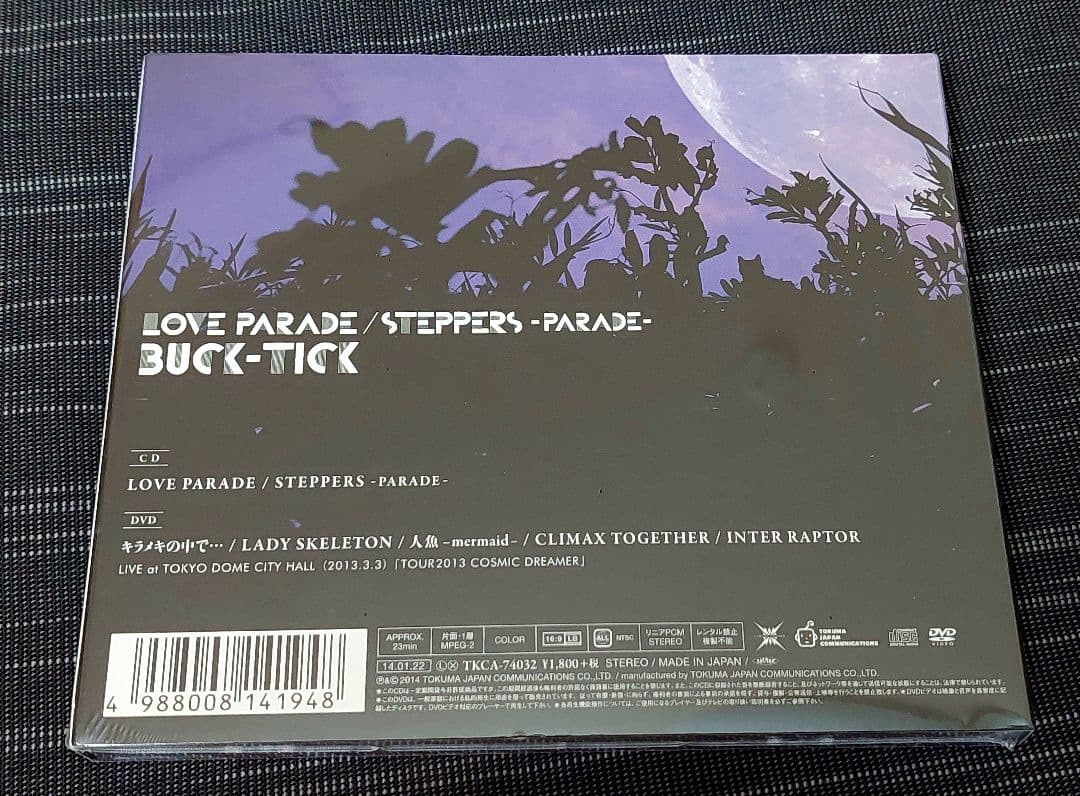 LOVE PARADE / STEPPERS -PARADE-
BUCK-TICK
CD
LOVE PARADE / STEPPERS -PARADE-
DVD
キラメキの中で… / LADY SKELETON / 人魚 -mermaid- / CLIMAX TOGETHER / INTER RAPTOR
LIVE at TOKYO DOME CITY HALL (2013.3.3)「TOUR2013 COSMIC DREAMER」
APPROX. 23min 片面・1層 MPEG-2 COLOR 16:9 LB ALL NTSC リニアPCM STEREO レンタル禁止 複製不能
TOKUMA JAPAN COMMUNICATIONS
DVD VIDEO
14.01.22 Ⓛ Ⓧ TKCA-74032 ¥1,800+税 STEREO / MADE IN JAPAN /
℗&© 2014 TOKUMA JAPAN COMMUNICATIONS CO.,LTD. / manufactured by TOKUMA JAPAN COMMUNICATIONS CO.,LTD.
4 988008 141948